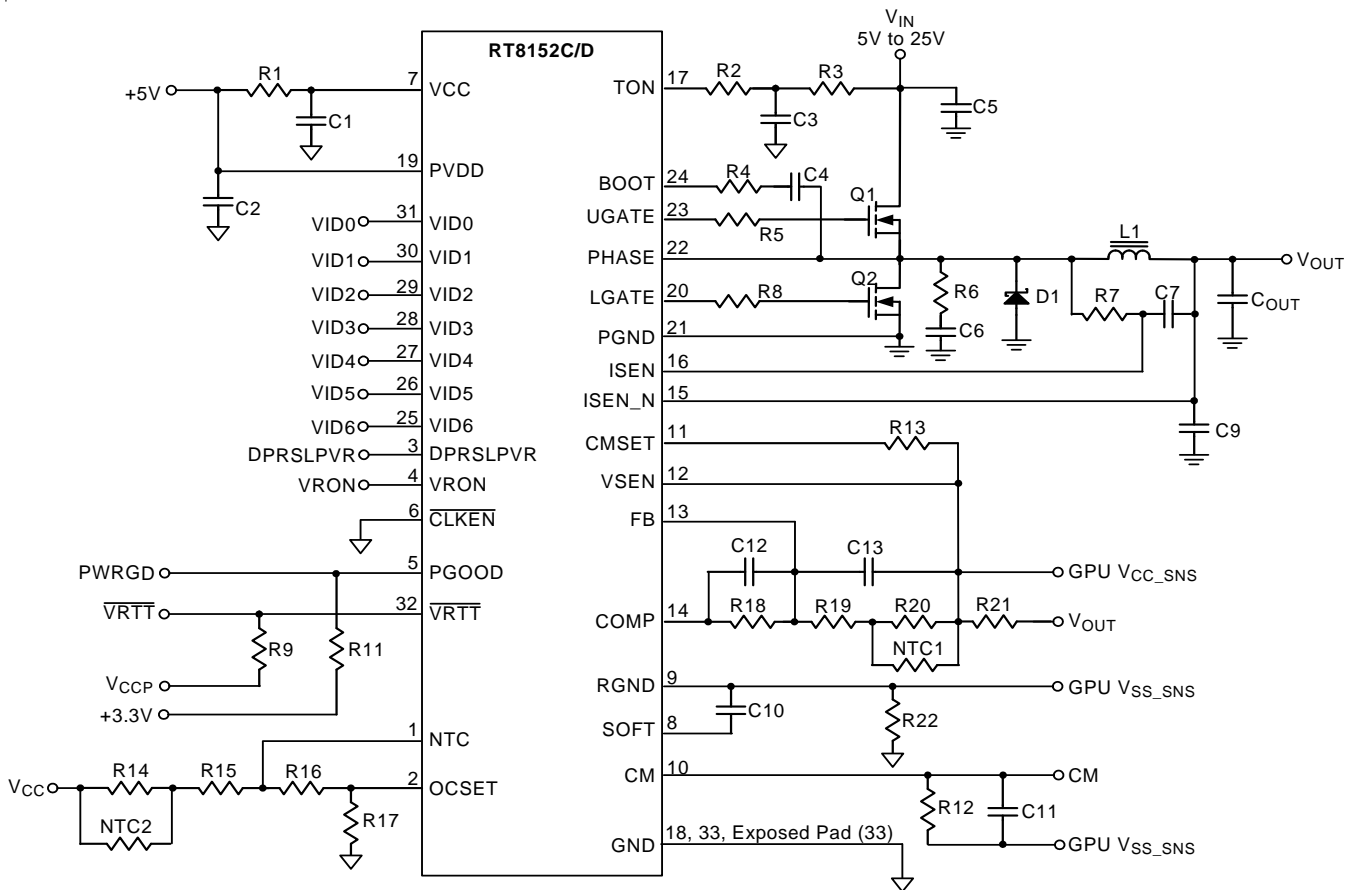 RT8152C/D
VIN
5V to 25V
+5V
R1
7
VCC
C1
19
PVDD
C2
VID0
31
VID0
VID1
30
VID1
VID2
29
VID2
VID3
28
VID3
VID4
27
VID4
VID5
26
VID5
VID6
25
VID6
DPRSLPVR
3
DPRSLPVR
VRON
4
VRON
6
CLKEN
PWRGD
5
PGOOD
VRTT
32
VRTT
R9
R11
VCCP
+3.3V
1
NTC
VCC
R14
R15
R16
2
OCSET
NTC2
R17
TON
17
R2
R3
C3
C5
BOOT
24
R4
C4
UGATE
23
R5
Q1
PHASE
22
L1
VOUT
LGATE
20
R8
Q2
R6
D1
R7
C7
COUT
PGND
21
C6
ISEN
16
ISEN_N
15
C9
CMSET
11
R13
VSEN
12
FB
13
C12
C13
GPU VCC_SNS
COMP
14
R18
R19
R20
R21
VOUT
NTC1
RGND
9
GPU VSS_SNS
C10
R22
SOFT
8
CM
10
CM
R12
C11
GND
18, 33, Exposed Pad (33)
GPU VSS_SNS